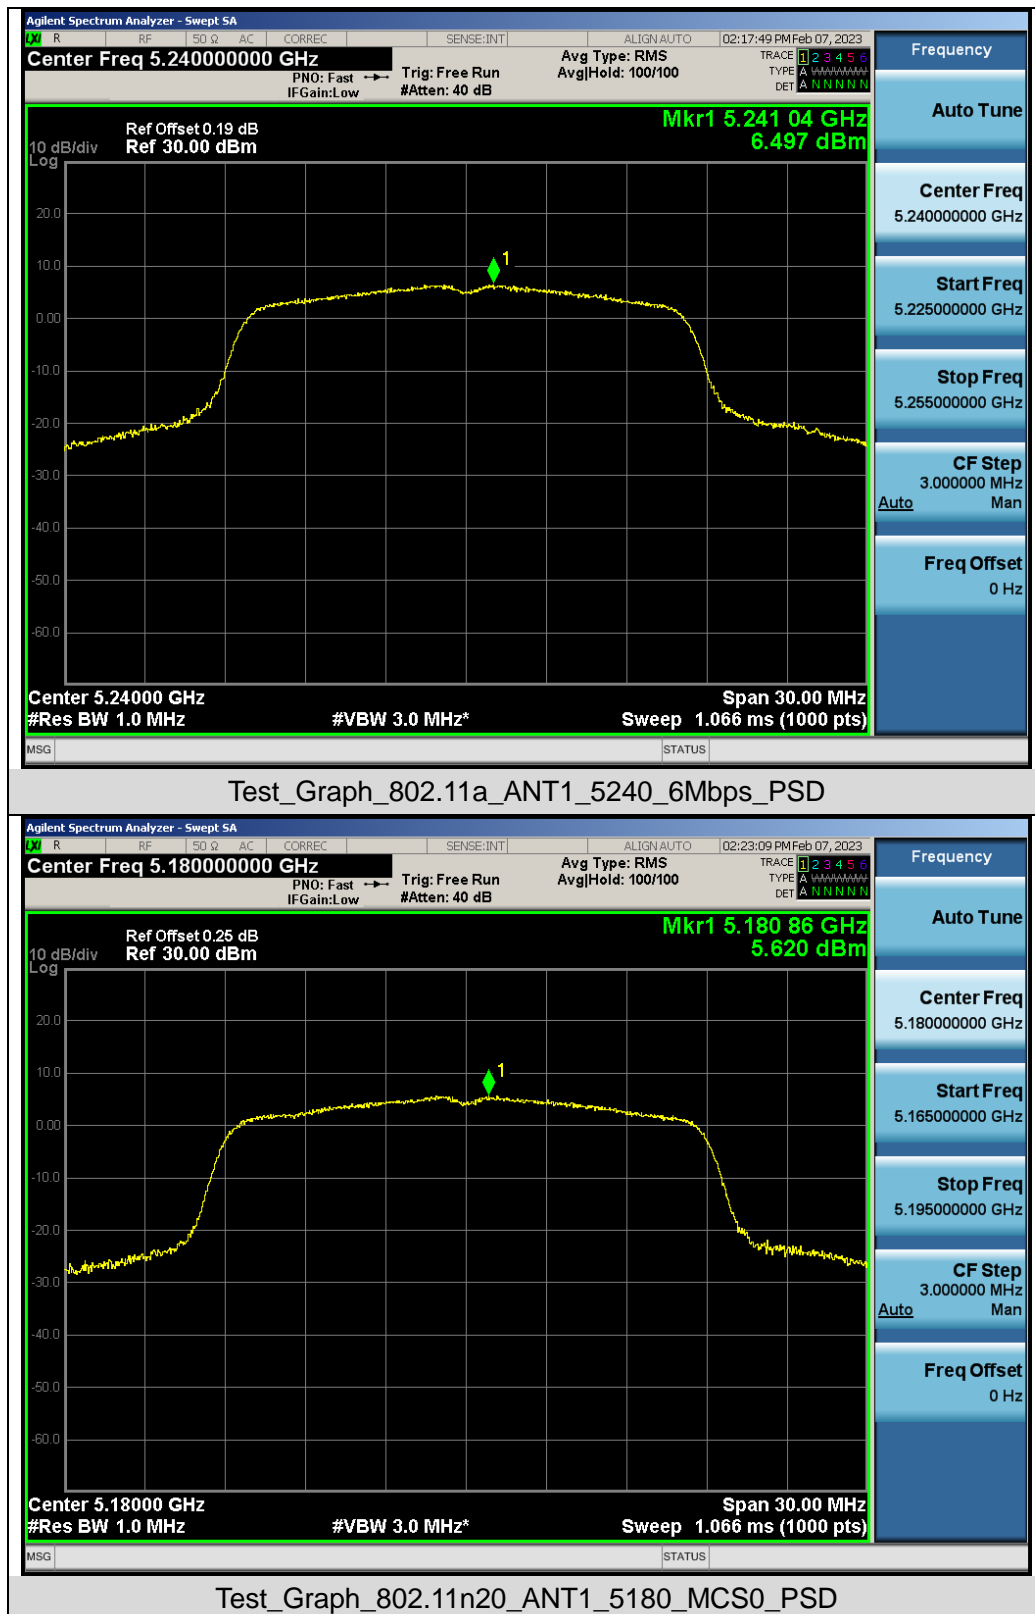 Agilent Spectrum Analyzer - Swept SA
LXI R RF 50 Ω AC CORREC SENSE:INT ALIGN AUTO 02:17:49 PM Feb 07, 2023
Center Freq 5.240000000 GHz
PNO: Fast
IFGain:Low
Trig: Free Run
#Atten: 40 dB
Avg Type: RMS
Avg|Hold: 100/100
TRACE 1 2 3 4 5 6
TYPE A WWWWW
DET A N N N N N
Frequency
Auto Tune
Center Freq
5.240000000 GHz
Start Freq
5.225000000 GHz
Stop Freq
5.255000000 GHz
CF Step
3.000000 MHz
Auto Man
Freq Offset
0 Hz
Mkr1 5.241 04 GHz
6.497 dBm
Ref Offset 0.19 dB
10 dB/div Ref 30.00 dBm
Log
20.0
10.0
1
0.00
-10.0
-20.0
-30.0
-40.0
-50.0
-60.0
Center 5.24000 GHz Span 30.00 MHz
#Res BW 1.0 MHz #VBW 3.0 MHz* Sweep 1.066 ms (1000 pts)
MSG STATUS
Test_Graph_802.11a_ANT1_5240_6Mbps_PSD
Agilent Spectrum Analyzer - Swept SA
LXI R RF 50 Ω AC CORREC SENSE:INT ALIGN AUTO 02:23:09 PM Feb 07, 2023
Center Freq 5.180000000 GHz
PNO: Fast
IFGain:Low
Trig: Free Run
#Atten: 40 dB
Avg Type: RMS
Avg|Hold: 100/100
TRACE 1 2 3 4 5 6
TYPE A WWWWW
DET A N N N N N
Frequency
Auto Tune
Center Freq
5.180000000 GHz
Start Freq
5.165000000 GHz
Stop Freq
5.195000000 GHz
CF Step
3.000000 MHz
Auto Man
Freq Offset
0 Hz
Mkr1 5.180 86 GHz
5.620 dBm
Ref Offset 0.25 dB
10 dB/div Ref 30.00 dBm
Log
20.0
10.0
1
0.00
-10.0
-20.0
-30.0
-40.0
-50.0
-60.0
Center 5.18000 GHz Span 30.00 MHz
#Res BW 1.0 MHz #VBW 3.0 MHz* Sweep 1.066 ms (1000 pts)
MSG STATUS
Test_Graph_802.11n20_ANT1_5180_MCS0_PSD